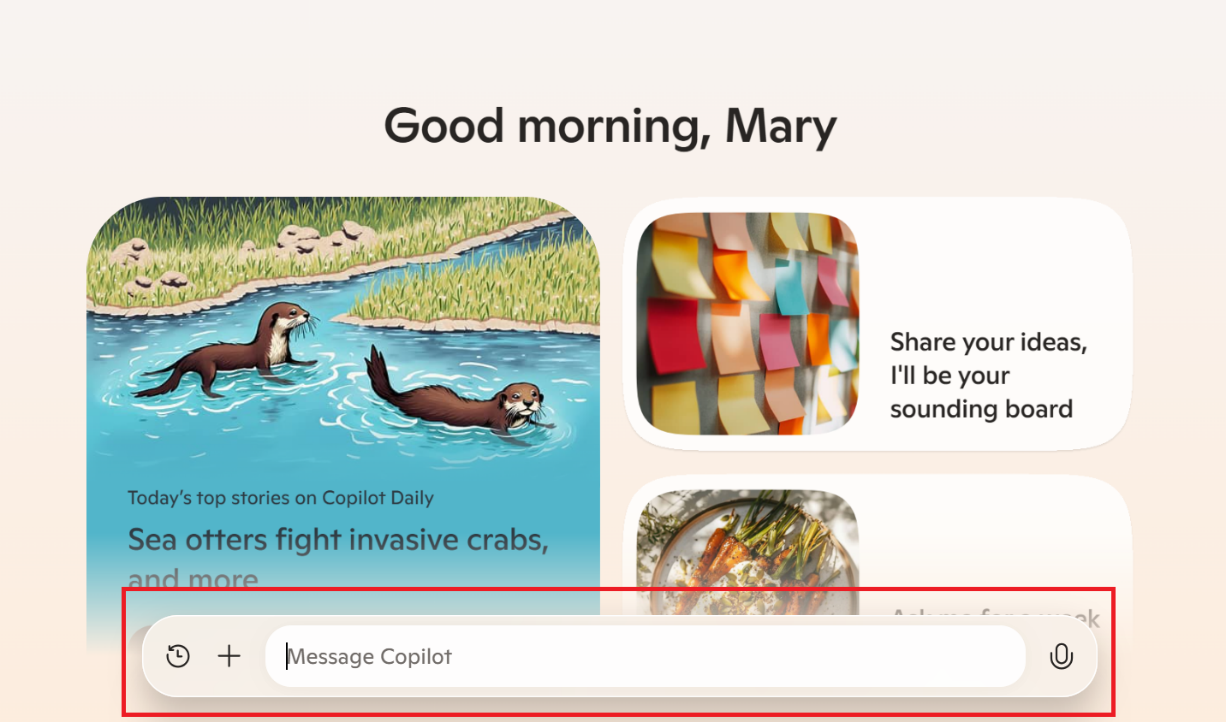 Good morning, Mary
Today's top stories on Copilot Daily
Sea otters fight invasive crabs,
and more
Share your ideas,
I'll be your
sounding board
Ask me for a week
Message Copilot